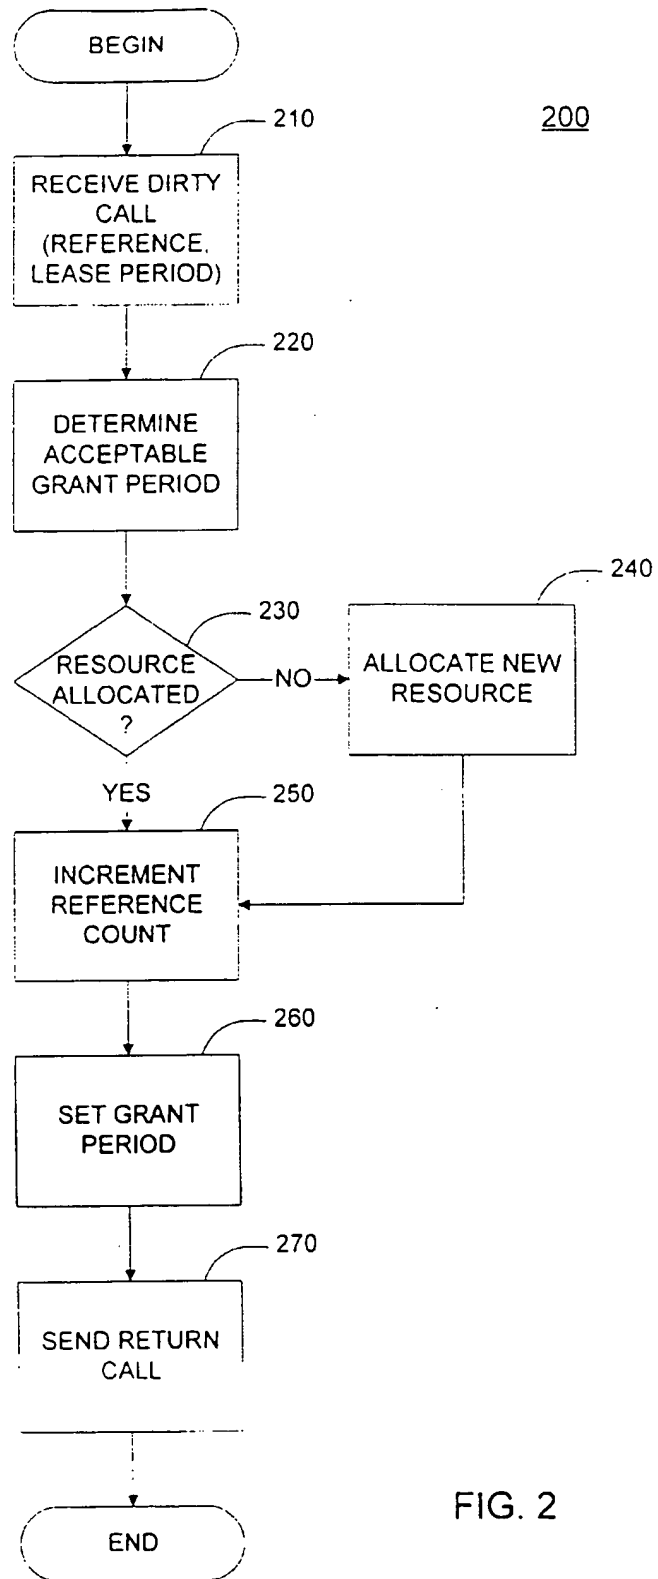 BEGIN
210
200
RECEIVE DIRTY
CALL
(REFERENCE,
LEASE PERIOD)
220
DETERMINE
ACCEPTABLE
GRANT PERIOD
230
240
RESOURCE
ALLOCATED
?
NO
ALLOCATE NEW
RESOURCE
YES
250
INCREMENT
REFERENCE
COUNT
260
SET GRANT
PERIOD
270
SEND RETURN
CALL
FIG. 2
END